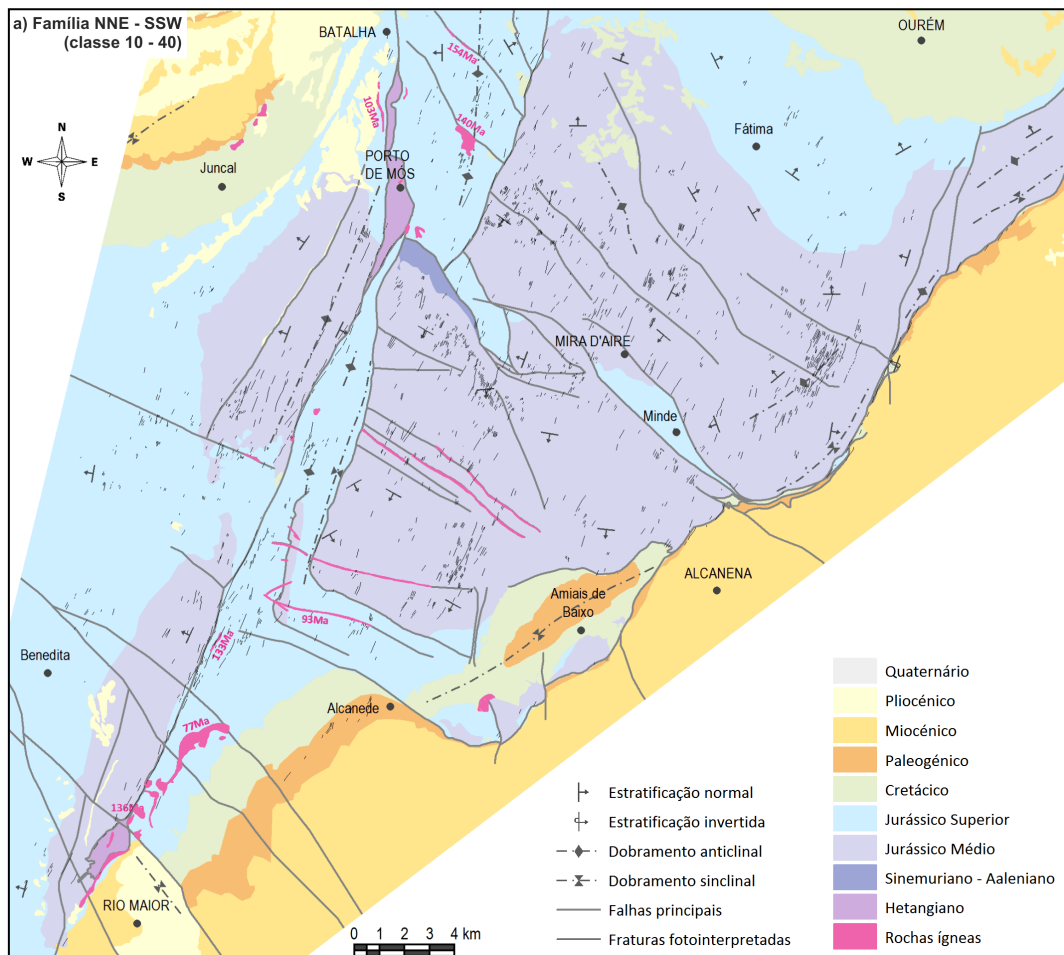 a) Família NNE - SSW
(classe 10 - 40)
BATALHA
OURÉM
154Ma
103Ma
140Ma
Fátima
N
W
E
S
Juncal
PORTO
DE MÓS
MIRA D'AIRE
Minde
ALCANENA
Amiais de
Baixo
93Ma
133Ma
Benedita
Alcanede
77Ma
136Ma
RIO MAIOR
0 1 2 4 km
Estratificação normal
Estratificação invertida
Dobramento anticlinal
Dobramento sinclinal
Falhas principais
Fraturas fotointerpretadas
Quaternário
Pliocénico
Miocénico
Paleogénico
Cretácico
Jurássico Superior
Jurássico Médio
Sinemuriano - Aaleniano
Hetangiano
Rochas ígneas